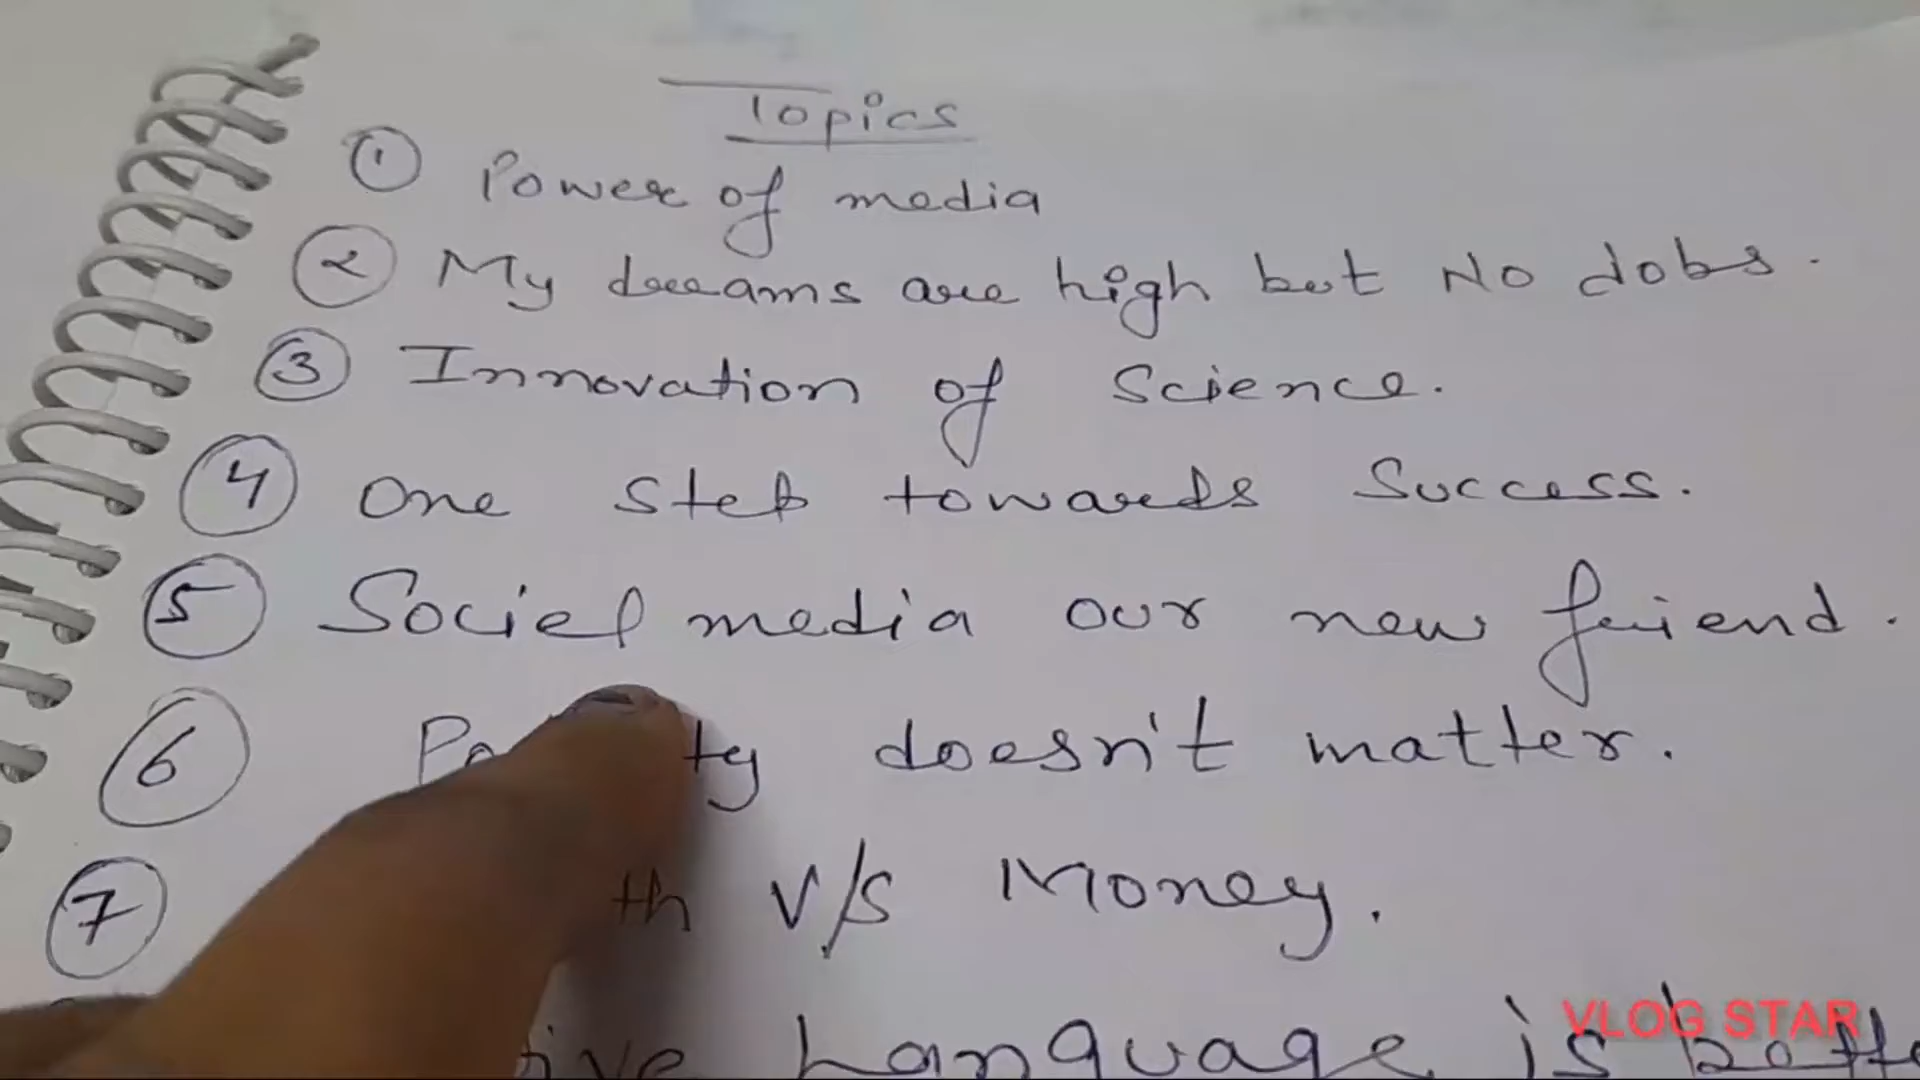 Topics
① Power of media
② My dreams are high but No Jobs.
③ Innovation of Science.
④ One step towards Success.
⑤ Sociel media our new friend.
⑥ doesn't matter.
⑦ V/S Money.
Language is
VLOG STAR